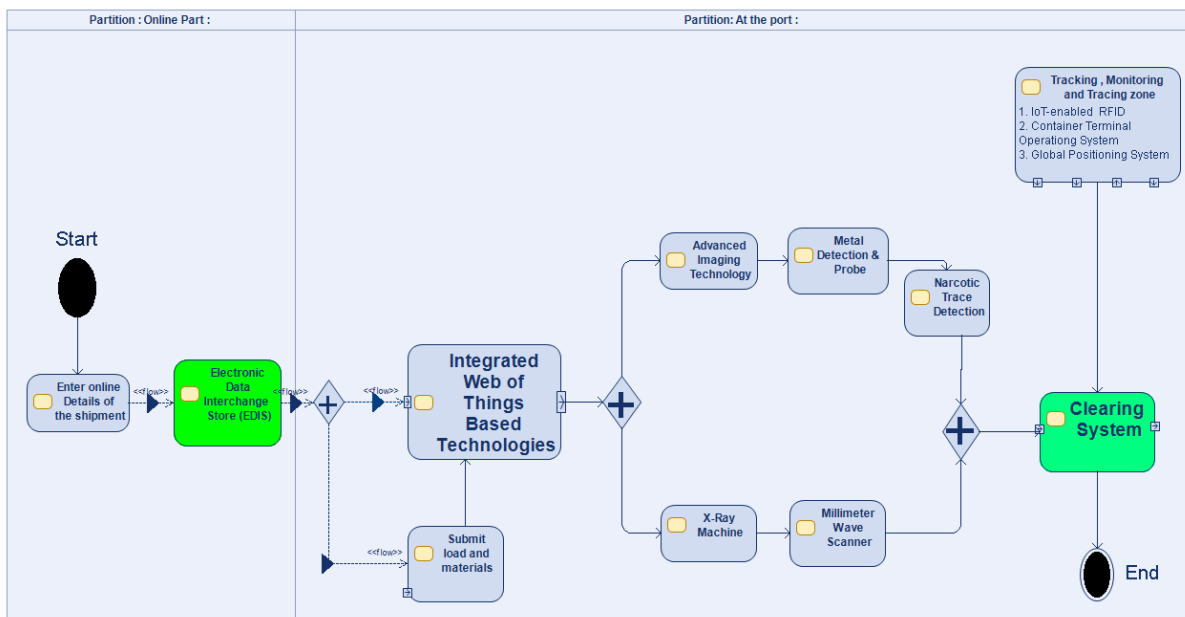 Partition : Online Part :
Partition: At the port :
Tracking , Monitoring
and Tracing zone
1. IoT-enabled RFID
2. Container Terminal
Operationg System
3. Global Positioning System
Start
Advanced
Imaging
Technology
Metal
Detection &
Probe
Narcotic
Trace
Detection
Enter online
Details of
the shipment
<<flow>>
Electronic
Data
Interchange
Store (EDIS)
<<flow>>
<<flow>>
Integrated
Web of
Things
Based
Technologies
Clearing
System
<<flow>>
Submit
load and
materials
X-Ray
Machine
Millimeter
Wave
Scanner
End